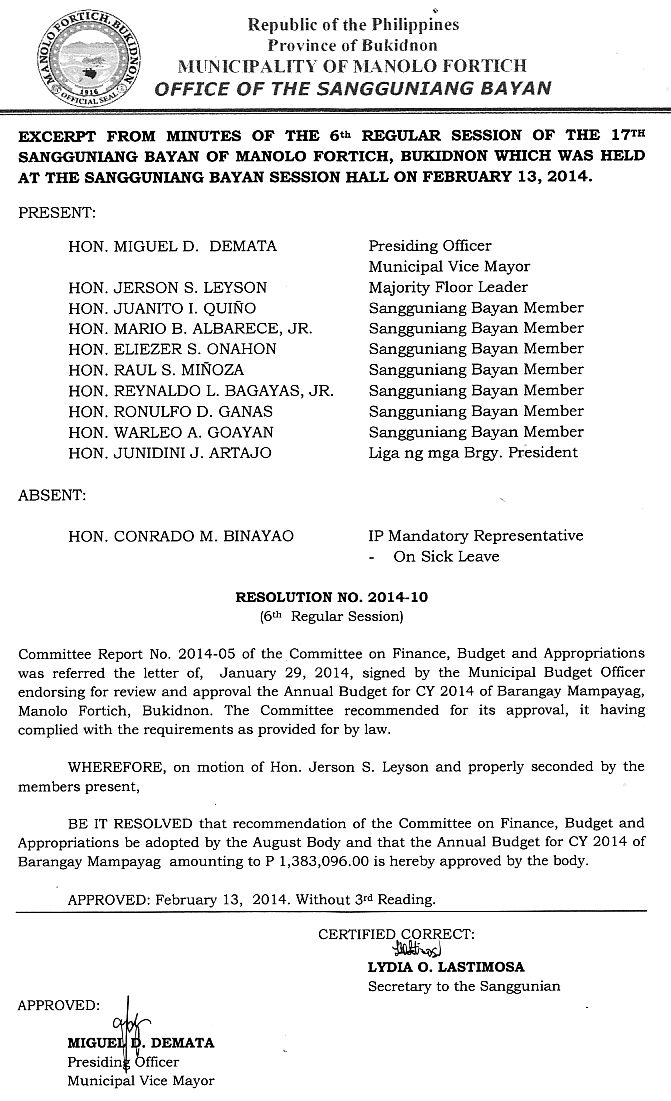 MANOLO FORTICH, BUKIDNON
1916
OFFICIAL SEAL
Republic of the Philippines
Province of Bukidnon
MUNICIPALITY OF MANOLO FORTICH
OFFICE OF THE SANGGUNIANG BAYAN
EXCERPT FROM MINUTES OF THE 6th REGULAR SESSION OF THE 17TH
SANGGUNIANG BAYAN OF MANOLO FORTICH, BUKIDNON WHICH WAS HELD
AT THE SANGGUNIANG BAYAN SESSION HALL ON FEBRUARY 13, 2014.
PRESENT:
HON. MIGUEL D. DEMATA Presiding Officer
Municipal Vice Mayor
HON. JERSON S. LEYSON Majority Floor Leader
HON. JUANITO I. QUIÑO Sangguniang Bayan Member
HON. MARIO B. ALBARECE, JR. Sangguniang Bayan Member
HON. ELIEZER S. ONAHON Sangguniang Bayan Member
HON. RAUL S. MIÑOZA Sangguniang Bayan Member
HON. REYNALDO L. BAGAYAS, JR. Sangguniang Bayan Member
HON. RONULFO D. GANAS Sangguniang Bayan Member
HON. WARLEO A. GOAYAN Sangguniang Bayan Member
HON. JUNIDINI J. ARTAJO Liga ng mga Brgy. President
ABSENT:
HON. CONRADO M. BINAYAO IP Mandatory Representative
- On Sick Leave
RESOLUTION NO. 2014-10
(6th Regular Session)
Committee Report No. 2014-05 of the Committee on Finance, Budget and Appropriations
was referred the letter of, January 29, 2014, signed by the Municipal Budget Officer
endorsing for review and approval the Annual Budget for CY 2014 of Barangay Mampayag,
Manolo Fortich, Bukidnon. The Committee recommended for its approval, it having
complied with the requirements as provided for by law.
WHEREFORE, on motion of Hon. Jerson S. Leyson and properly seconded by the
members present,
BE IT RESOLVED that recommendation of the Committee on Finance, Budget and
Appropriations be adopted by the August Body and that the Annual Budget for CY 2014 of
Barangay Mampayag amounting to P 1,383,096.00 is hereby approved by the body.
APPROVED: February 13, 2014. Without 3rd Reading.
CERTIFIED CORRECT:
LYDIA O. LASTIMOSA
Secretary to the Sanggunian
APPROVED:
MIGUEL D. DEMATA
Presiding Officer
Municipal Vice Mayor